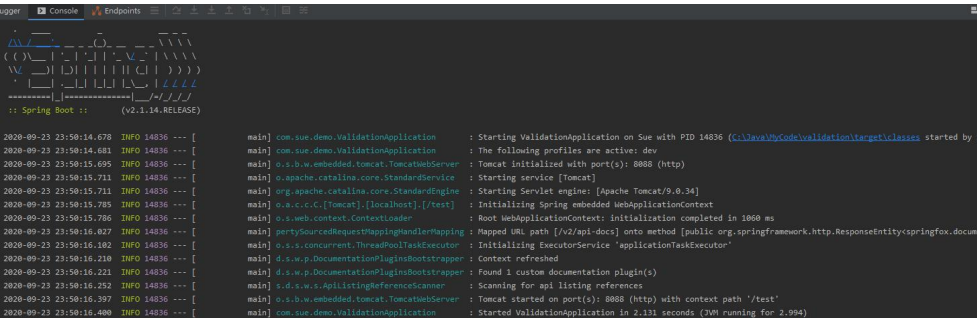 ugger Console Endpoints
:: Spring Boot :: (v2.1.14.RELEASE)
2020-09-23 23:50:14.678 INFO 14836 --- [ main] com.sue.demo.ValidationApplication : Starting ValidationApplication on Sue with PID 14836 (C:\Java\MyCode\validation\target\classes started by
2020-09-23 23:50:14.681 INFO 14836 --- [ main] com.sue.demo.ValidationApplication : The following profiles are active: dev
2020-09-23 23:50:15.695 INFO 14836 --- [ main] o.s.b.w.embedded.tomcat.TomcatWebServer : Tomcat initialized with port(s): 8088 (http)
2020-09-23 23:50:15.711 INFO 14836 --- [ main] o.apache.catalina.core.StandardService : Starting service [Tomcat]
2020-09-23 23:50:15.711 INFO 14836 --- [ main] org.apache.catalina.core.StandardEngine : Starting Servlet engine: [Apache Tomcat/9.0.34]
2020-09-23 23:50:15.785 INFO 14836 --- [ main] o.a.c.c.C.[Tomcat].[localhost].[/test] : Initializing Spring embedded WebApplicationContext
2020-09-23 23:50:15.786 INFO 14836 --- [ main] o.s.web.context.ContextLoader : Root WebApplicationContext: initialization completed in 1060 ms
2020-09-23 23:50:16.027 INFO 14836 --- [ main] pertySourcedRequestMappingHandlerMapping : Mapped URL path [/v2/api-docs] onto method [public org.springframework.http.ResponseEntity<springfox.docum
2020-09-23 23:50:16.102 INFO 14836 --- [ main] o.s.s.concurrent.ThreadPoolTaskExecutor : Initializing ExecutorService 'applicationTaskExecutor'
2020-09-23 23:50:16.210 INFO 14836 --- [ main] d.s.w.p.DocumentationPluginsBootstrapper : Context refreshed
2020-09-23 23:50:16.221 INFO 14836 --- [ main] d.s.w.p.DocumentationPluginsBootstrapper : Found 1 custom documentation plugin(s)
2020-09-23 23:50:16.252 INFO 14836 --- [ main] s.d.s.w.s.ApiListingReferenceScanner : Scanning for api listing references
2020-09-23 23:50:16.397 INFO 14836 --- [ main] o.s.b.w.embedded.tomcat.TomcatWebServer : Tomcat started on port(s): 8088 (http) with context path '/test'
2020-09-23 23:50:16.400 INFO 14836 --- [ main] com.sue.demo.ValidationApplication : Started ValidationApplication in 2.131 seconds (JVM running for 2.994)